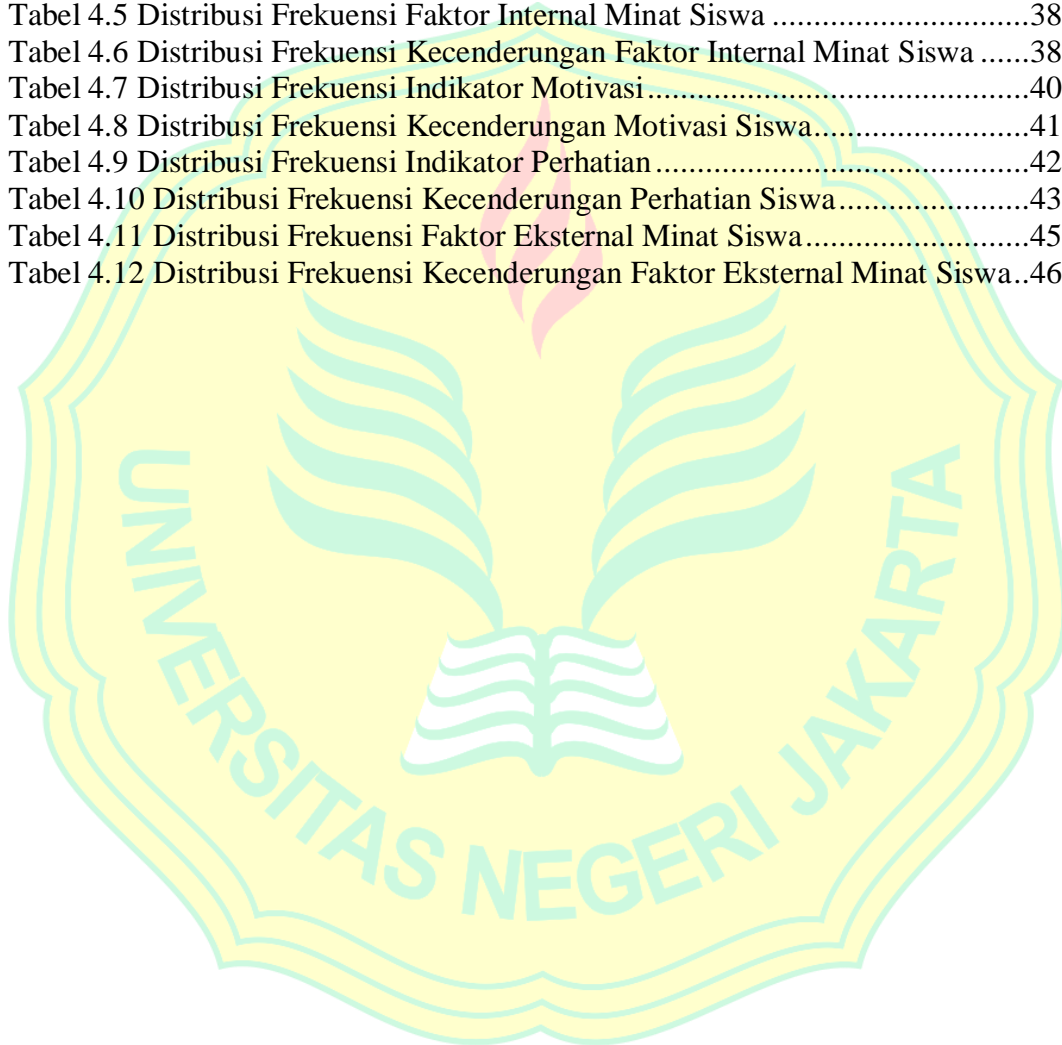 Tabel 4.5 Distribusi Frekuensi Faktor Internal Minat Siswa ................................38
Tabel 4.6 Distribusi Frekuensi Kecenderungan Faktor Internal Minat Siswa ......38
Tabel 4.7 Distribusi Frekuensi Indikator Motivasi................................................40
Tabel 4.8 Distribusi Frekuensi Kecenderungan Motivasi Siswa...........................41
Tabel 4.9 Distribusi Frekuensi Indikator Perhatian...............................................42
Tabel 4.10 Distribusi Frekuensi Kecenderungan Perhatian Siswa........................43
Tabel 4.11 Distribusi Frekuensi Faktor Eksternal Minat Siswa............................45
Tabel 4.12 Distribusi Frekuensi Kecenderungan Faktor Eksternal Minat Siswa..46
UNIVERSITAS NEGERI JAKARTA